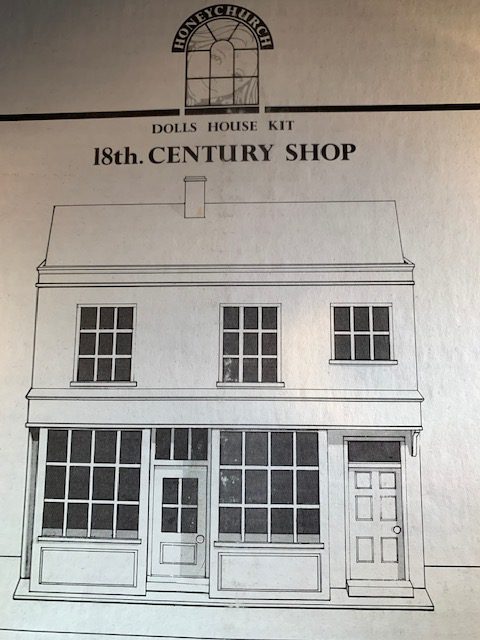 HONEYCHURCH
DOLLS HOUSE KIT
18th. CENTURY SHOP